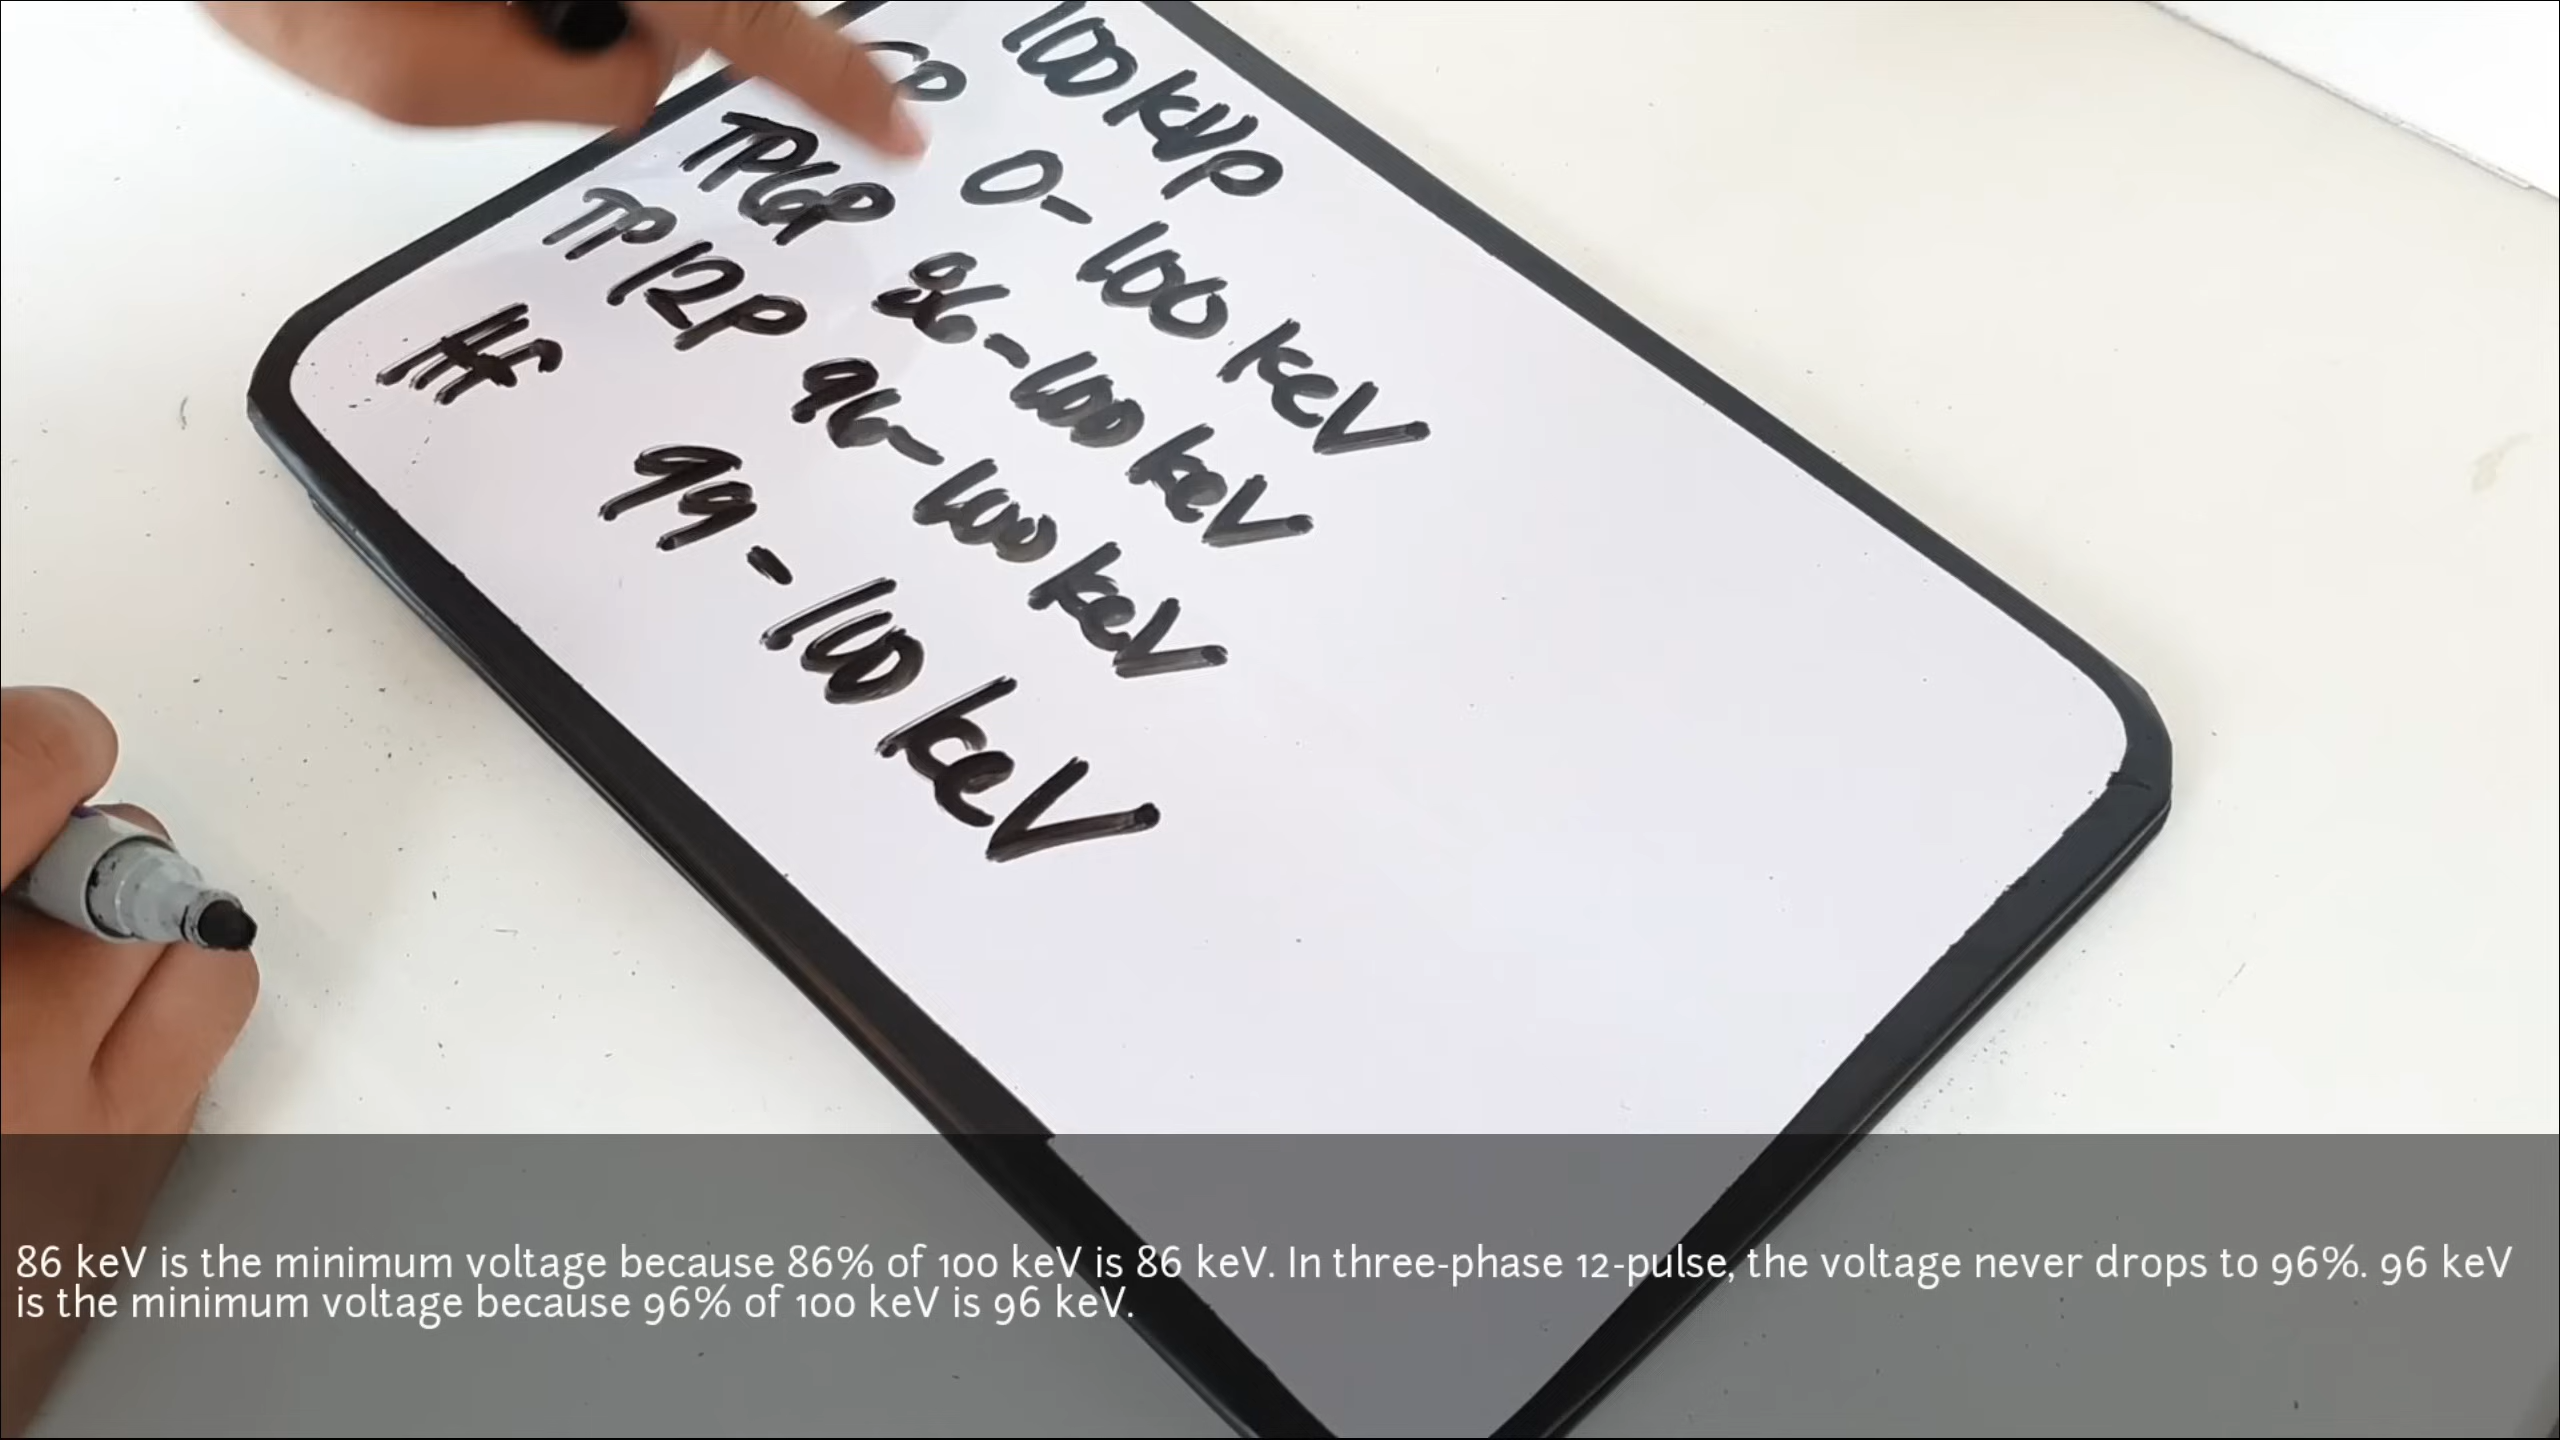 100 kVp
0-100 keV
TP6P 86-100 keV
TP12P 96-100 keV
HF 99-100 keV
86 keV is the minimum voltage because 86% of 100 keV is 86 keV. In three-phase 12-pulse, the voltage never drops to 96%. 96 keV
is the minimum voltage because 96% of 100 keV is 96 keV.